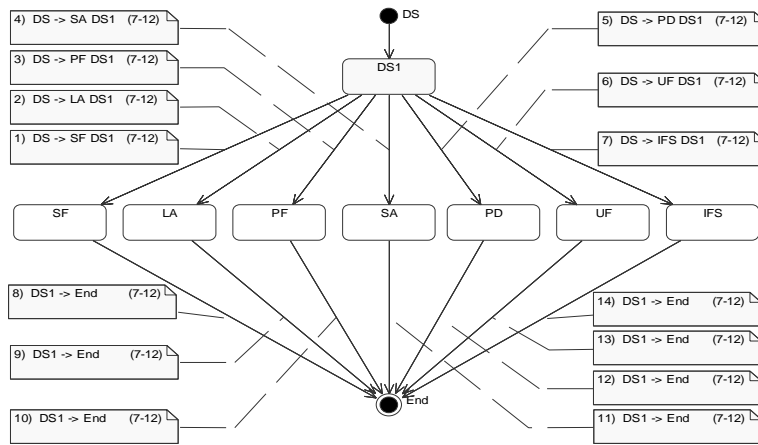 DS
4) DS -> SA DS1 (7-12)
5) DS -> PD DS1 (7-12)
3) DS -> PF DS1 (7-12)
DS1
6) DS -> UF DS1 (7-12)
2) DS -> LA DS1 (7-12)
1) DS -> SF DS1 (7-12)
7) DS -> IFS DS1 (7-12)
SF LA PF SA PD UF IFS
8) DS1 -> End (7-12)
14) DS1 -> End (7-12)
13) DS1 -> End (7-12)
9) DS1 -> End (7-12)
12) DS1 -> End (7-12)
End
10) DS1 -> End (7-12)
11) DS1 -> End (7-12)